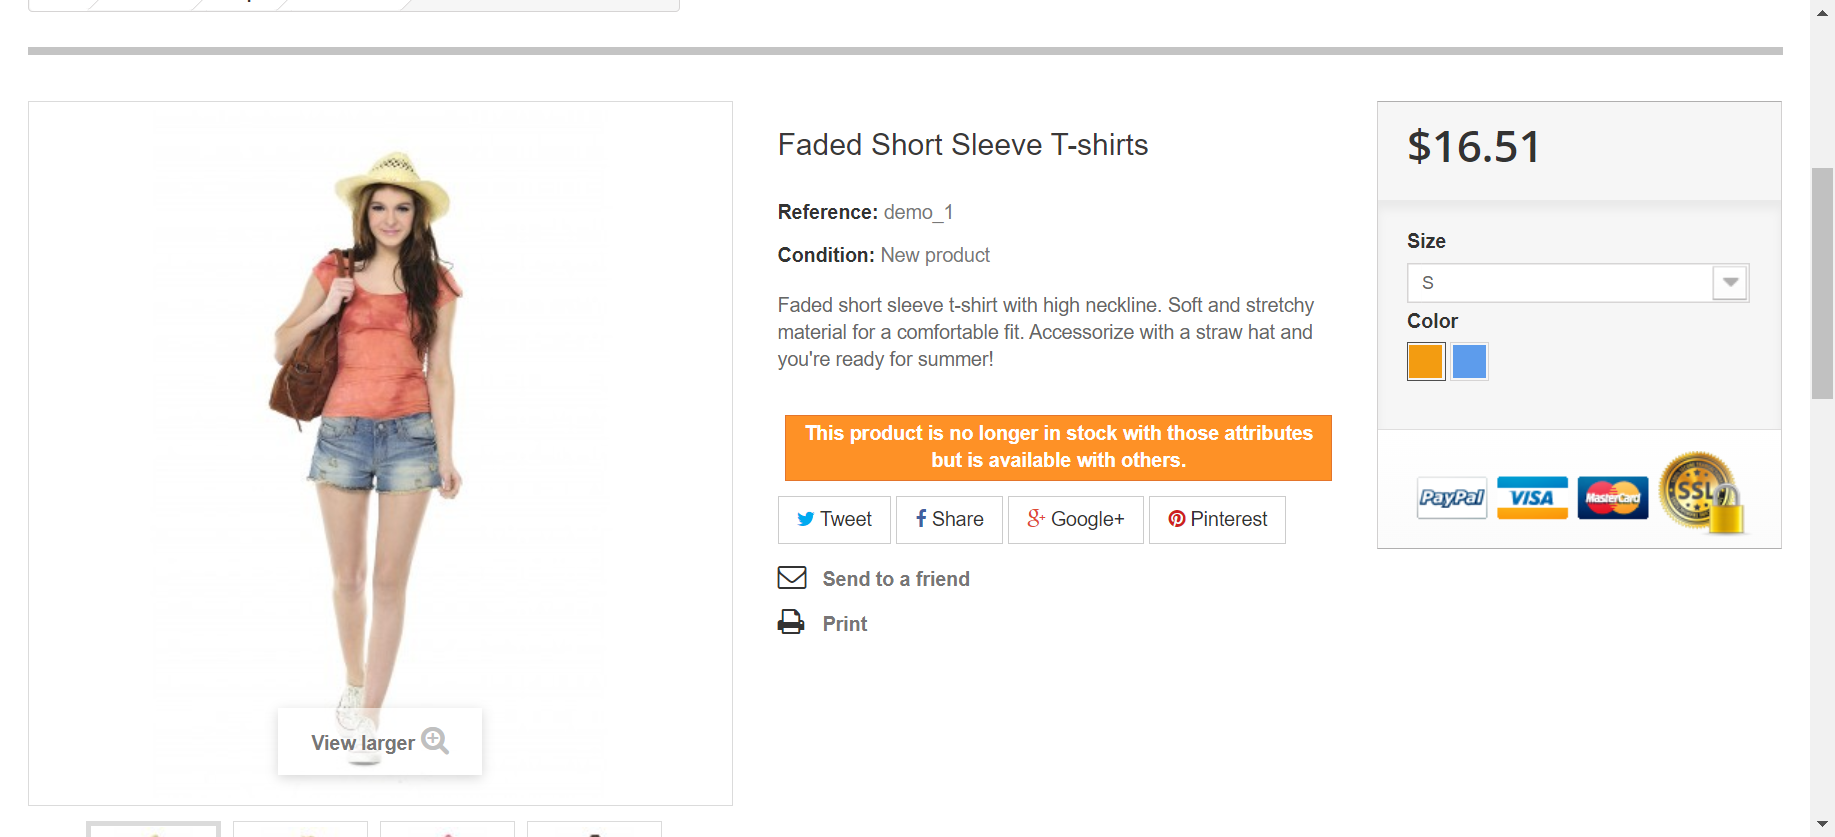 Faded Short Sleeve T-shirts
Reference: demo_1
Condition: New product
Faded short sleeve t-shirt with high neckline. Soft and stretchy
material for a comfortable fit. Accessorize with a straw hat and
you're ready for summer!
This product is no longer in stock with those attributes
but is available with others.
Tweet
Share
Google+
Pinterest
Send to a friend
Print
View larger
$16.51
Size
S
Color
PayPal
VISA
MasterCard
SSL